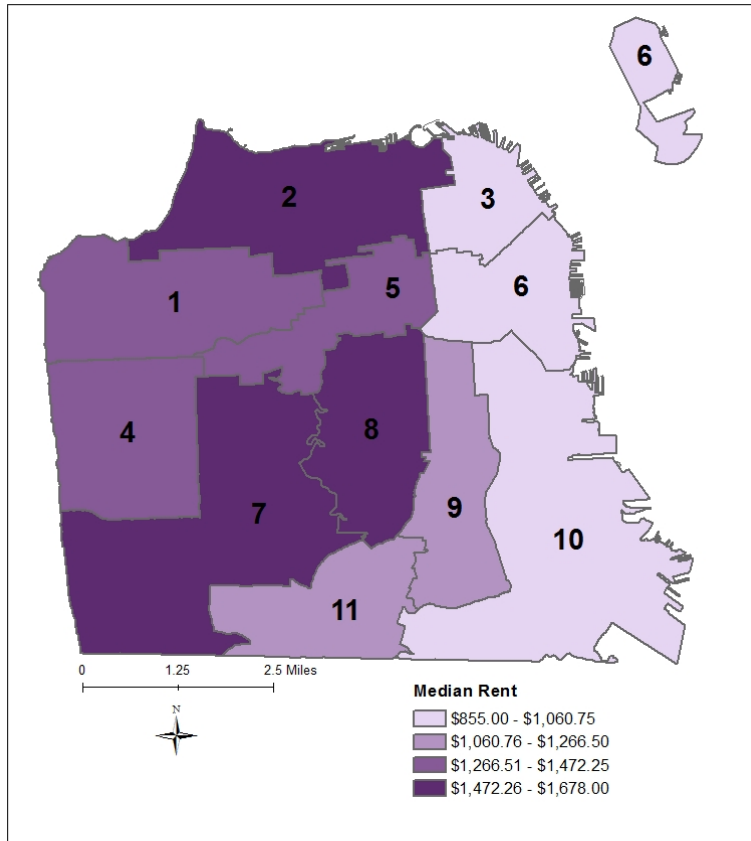 6
2
3
1
5
6
4
8
7
9
10
11
0 1.25 2.5 Miles
N
Median Rent
$855.00 - $1,060.75
$1,060.76 - $1,266.50
$1,266.51 - $1,472.25
$1,472.26 - $1,678.00